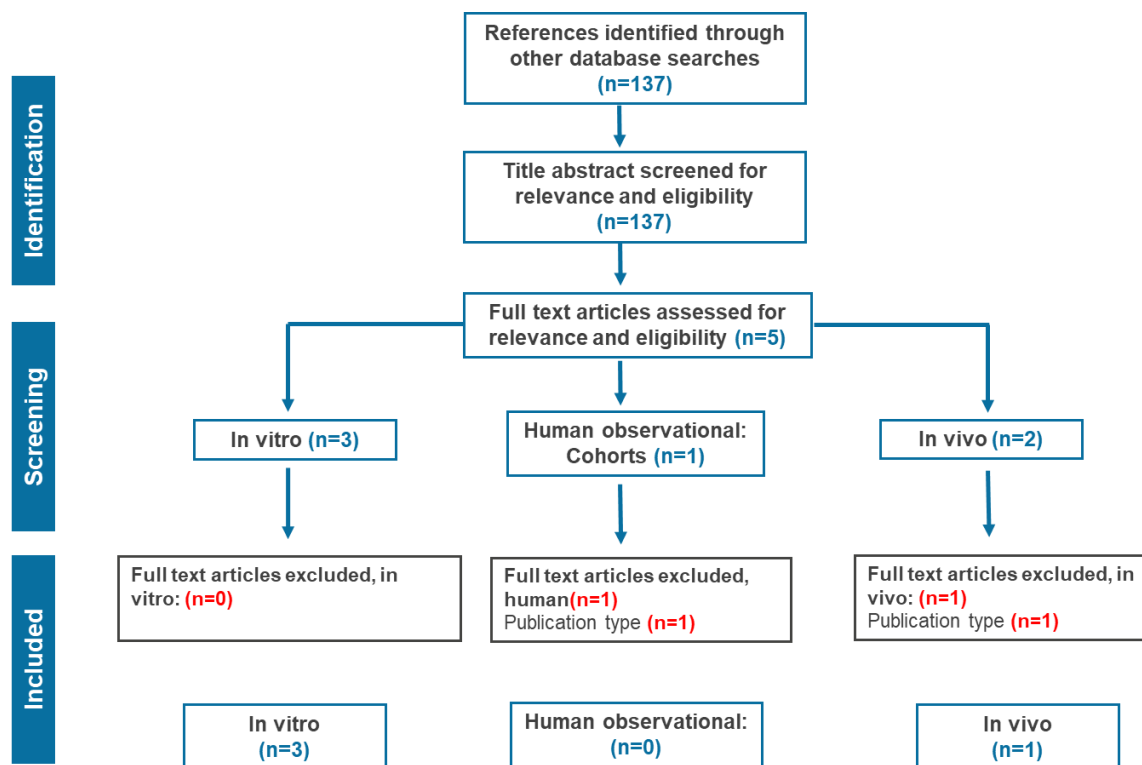 References identified through
other database searches
(n=137)
Identification
Title abstract screened for
relevance and eligibility
(n=137)
Full text articles assessed for
relevance and eligibility (n=5)
Screening
In vitro (n=3)
Human observational:
Cohorts (n=1)
In vivo (n=2)
Included
Full text articles excluded, in
vitro: (n=0)
Full text articles excluded,
human(n=1)
Publication type (n=1)
Full text articles excluded, in
vivo: (n=1)
Publication type (n=1)
In vitro
(n=3)
Human observational:
(n=0)
In vivo
(n=1)